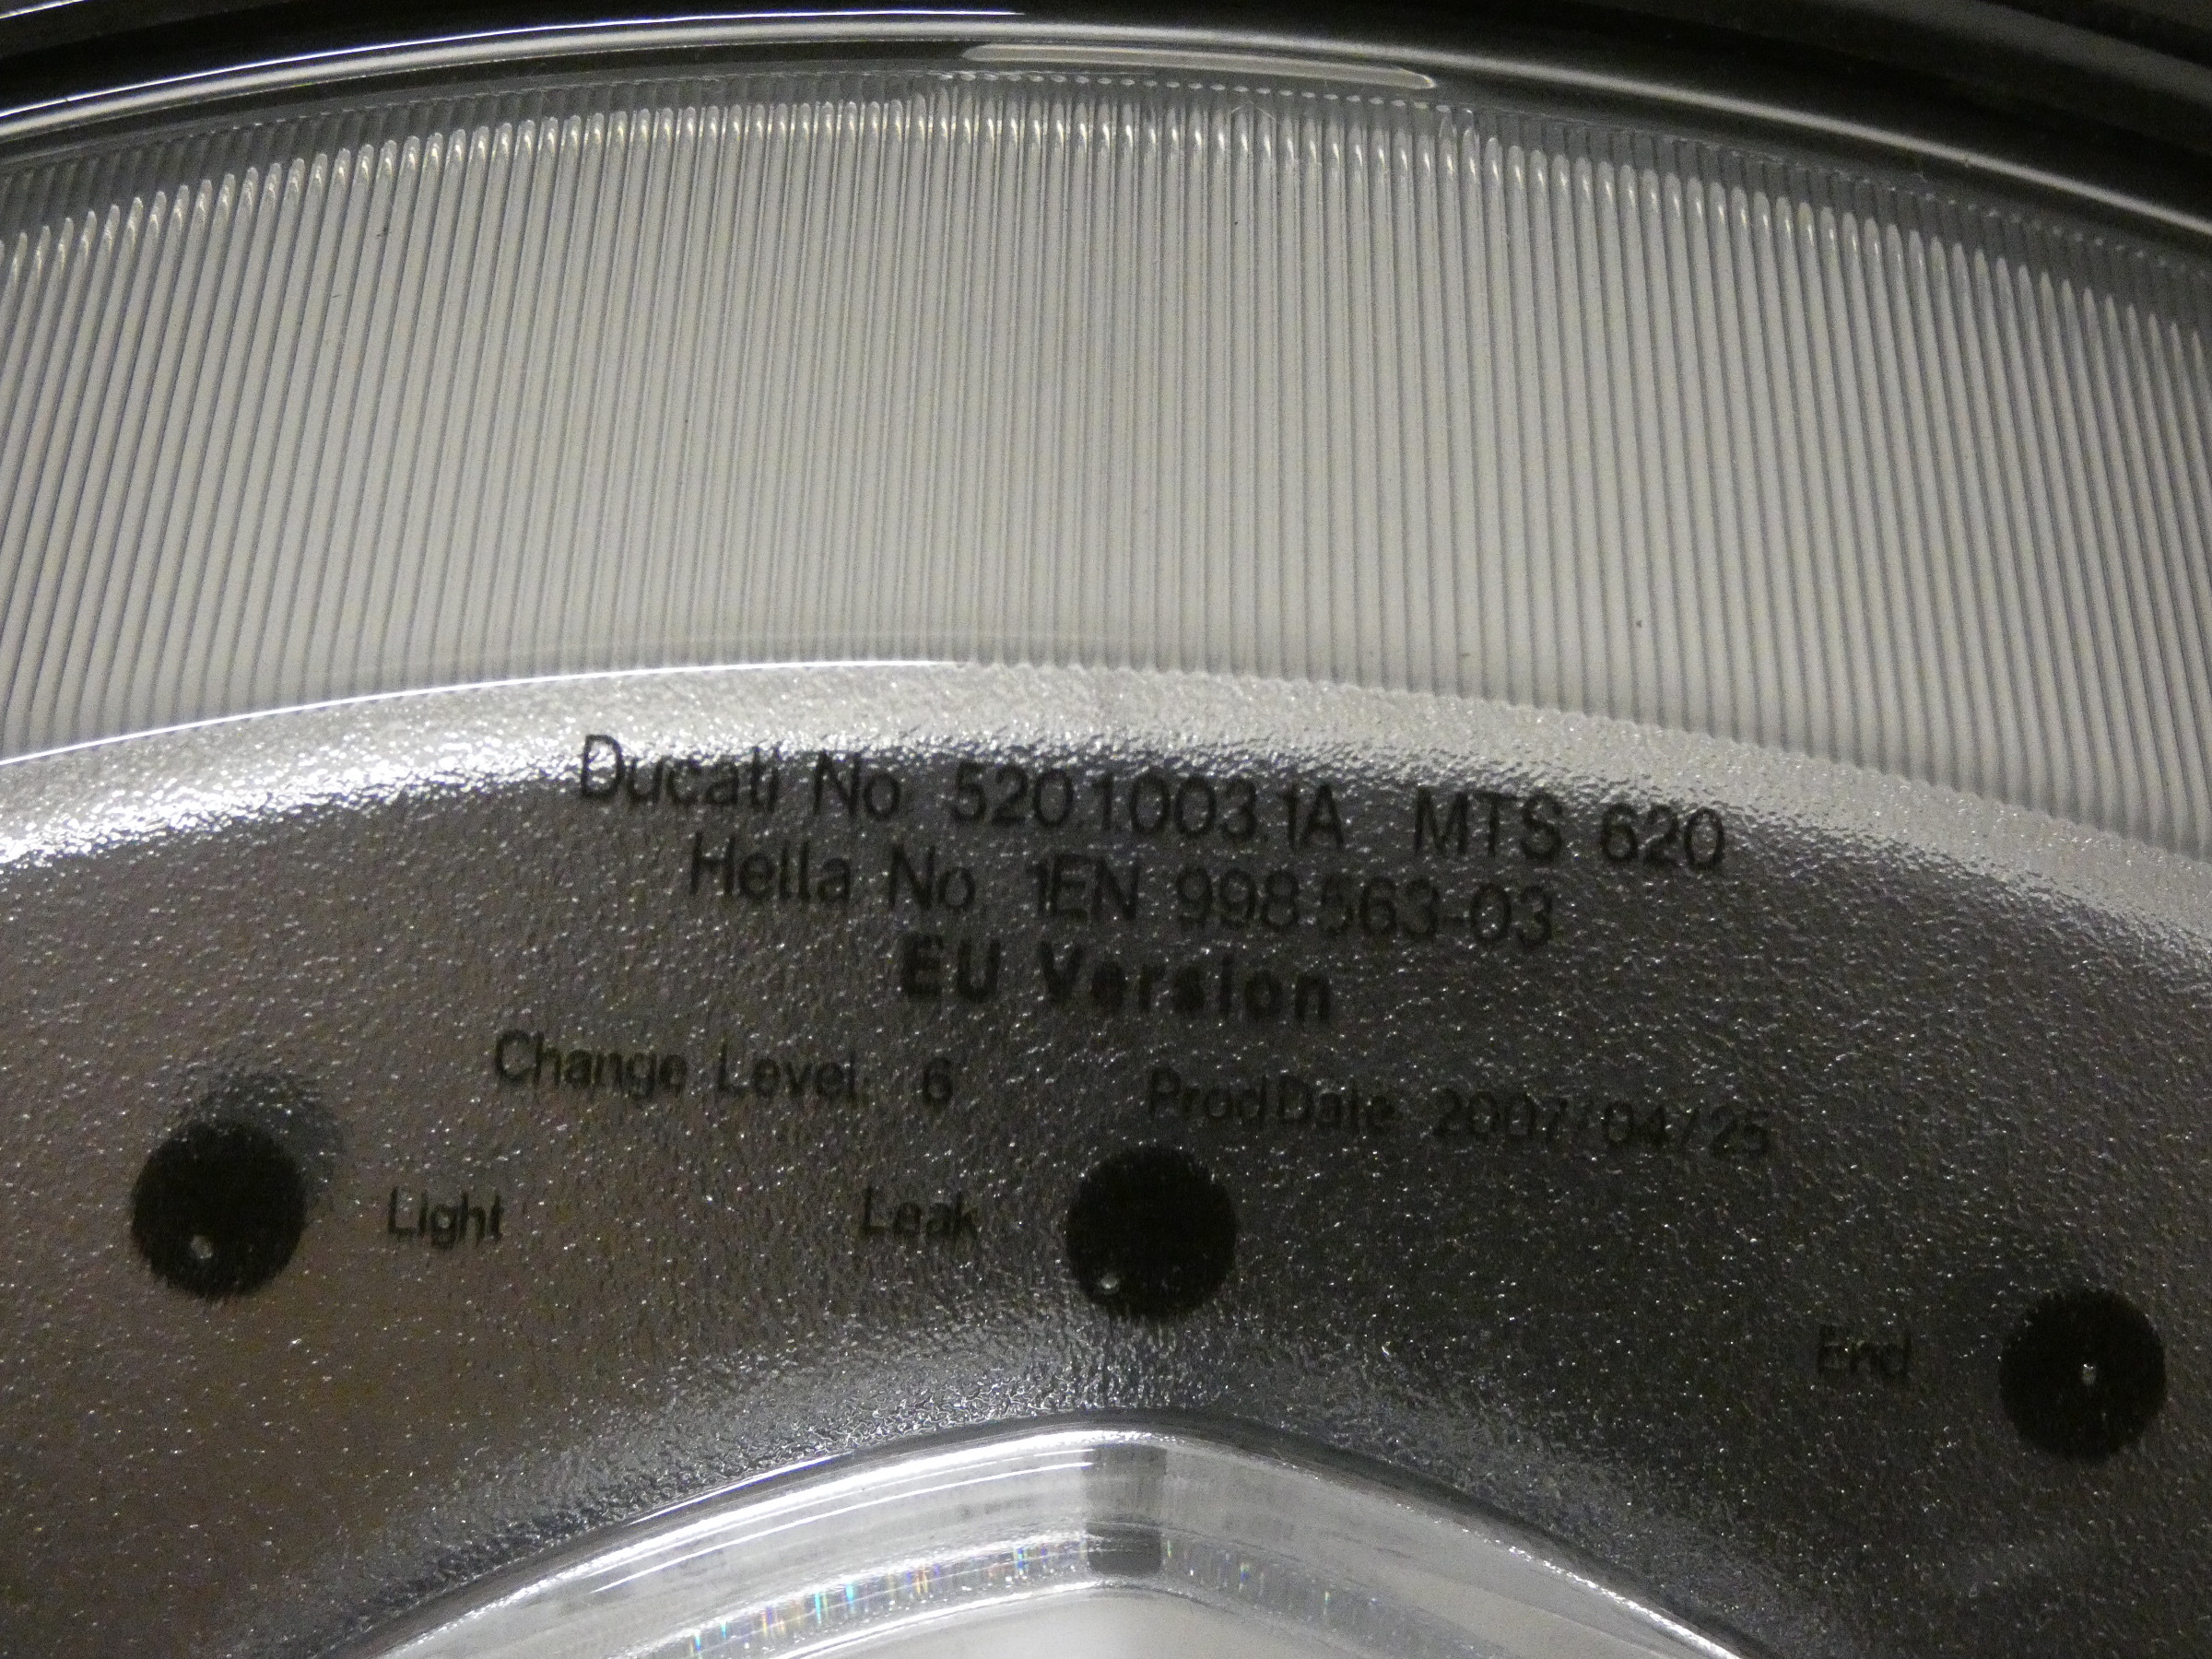 Ducati No. 520.1.003.1A MTS 620
Hella No. 1EN 998.563-03
EU Version
Change Level: 6 Prod.Date: 2007/04/25
Light Leak
End